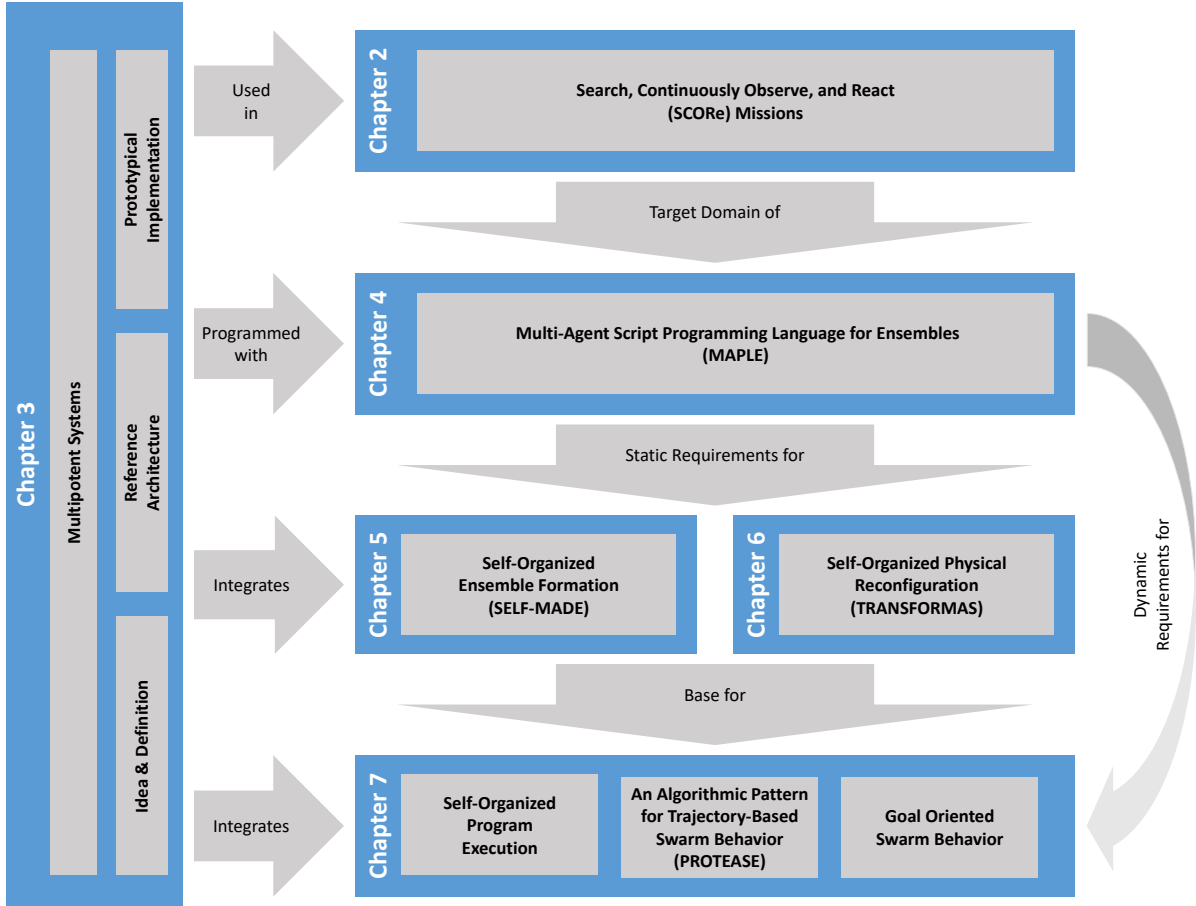 Chapter 3
Multipotent Systems
Prototypical
Implementation
Reference
Architecture
Idea & Definition
Used
in
Chapter 2
Search, Continuously Observe, and React
(SCORe) Missions
Target Domain of
Programmed
with
Chapter 4
Multi-Agent Script Programming Language for Ensembles
(MAPLE)
Static Requirements for
Dynamic
Requirements for
Integrates
Chapter 5
Self-Organized
Ensemble Formation
(SELF-MADE)
Chapter 6
Self-Organized Physical
Reconfiguration
(TRANSFORMAS)
Base for
Integrates
Chapter 7
Self-Organized
Program
Execution
An Algorithmic Pattern
for Trajectory-Based
Swarm Behavior
(PROTEASE)
Goal Oriented
Swarm Behavior